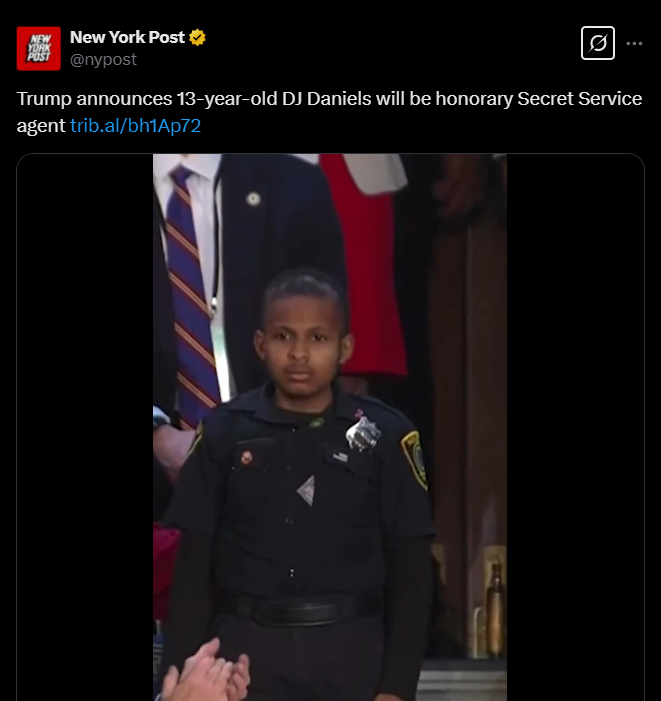 NEW
YORK
POST
New York Post
@nypost
Trump announces 13-year-old DJ Daniels will be honorary Secret Service
agent trib.al/bh1Ap72